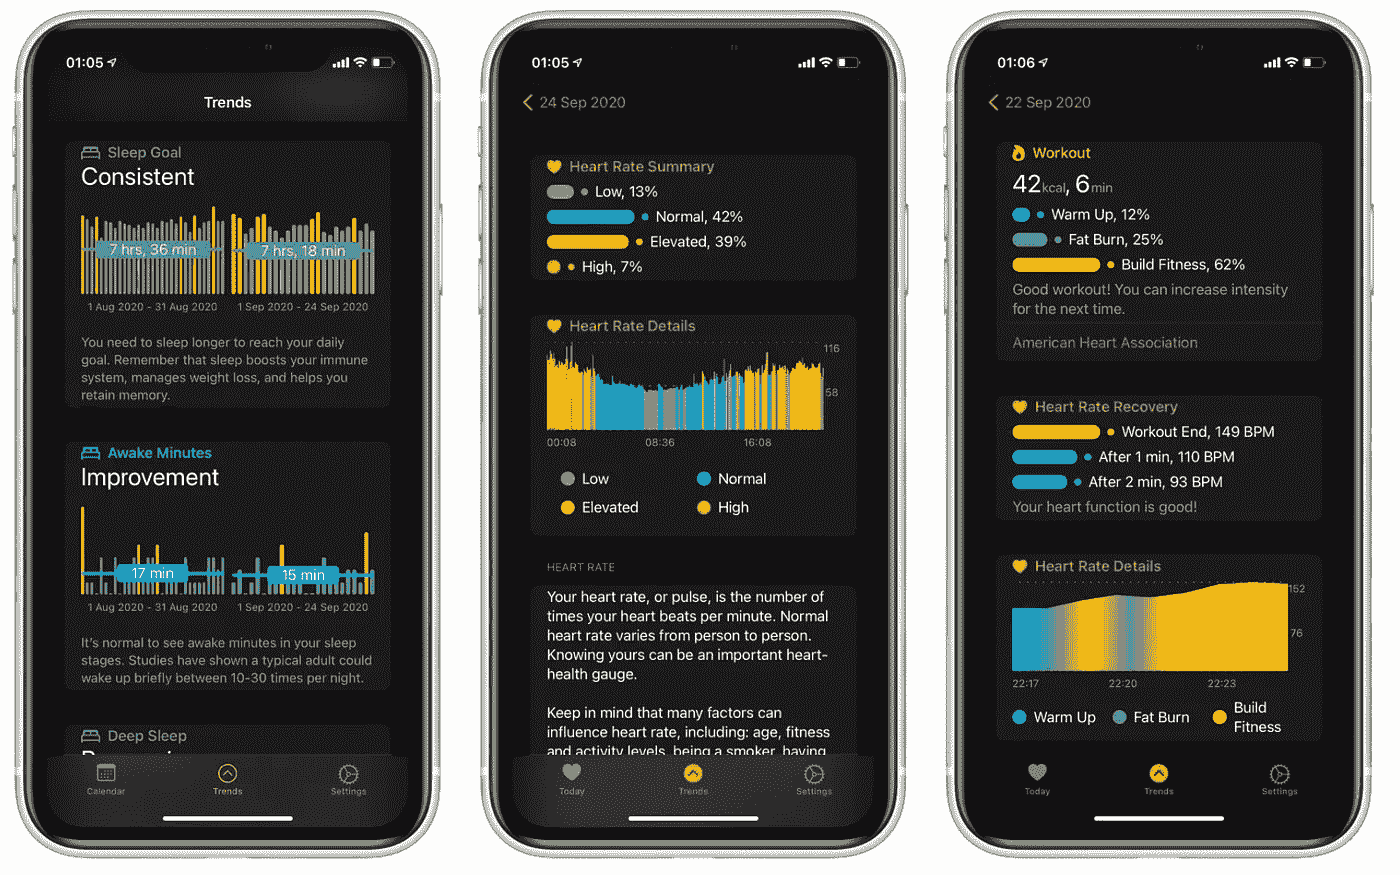 01:05
Trends
Sleep Goal
Consistent
7 hrs, 36 min
7 hrs, 18 min
1 Aug 2020 - 31 Aug 2020
1 Sep 2020 - 24 Sep 2020
You need to sleep longer to reach your daily
goal. Remember that sleep boosts your immune
system, manages weight loss, and helps you
retain memory.
Awake Minutes
Improvement
17 min
15 min
1 Aug 2020 - 31 Aug 2020
1 Sep 2020 - 24 Sep 2020
It's normal to see awake minutes in your sleep
stages. Studies have shown a typical adult could
wake up briefly between 10-30 times per night.
Deep Sleep
Calendar
Trends
Settings
01:05
24 Sep 2020
Heart Rate Summary
Low, 13%
Normal, 42%
Elevated, 39%
High, 7%
Heart Rate Details
116
58
00:08
08:36
16:08
Low
Normal
Elevated
High
HEART RATE
Your heart rate, or pulse, is the number of
times your heart beats per minute. Normal
heart rate varies from person to person.
Knowing yours can be an important heart-
health gauge.
Keep in mind that many factors can
influence heart rate, including: age, fitness
and activity levels, being a smoker, having
Today
Trends
Settings
01:06
22 Sep 2020
Workout
42kcal, 6min
Warm Up, 12%
Fat Burn, 25%
Build Fitness, 62%
Good workout! You can increase intensity
for the next time.
American Heart Association
Heart Rate Recovery
Workout End, 149 BPM
After 1 min, 110 BPM
After 2 min, 93 BPM
Your heart function is good!
Heart Rate Details
152
76
22:17
22:20
22:23
Warm Up
Fat Burn
Build
Fitness
Today
Trends
Settings